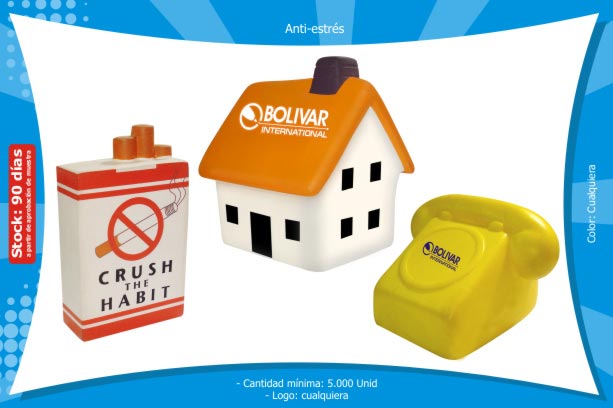 Anti-estrés
Stock: 90 días
a partir de aprobación de muestra
BOLIVAR
INTERNATIONAL
CRUSH
THE
HABIT
BOLIVAR
INTERNATIONAL
Color: Cualquiera
- Cantidad mínima: 5.000 Unid
- Logo: cualquiera